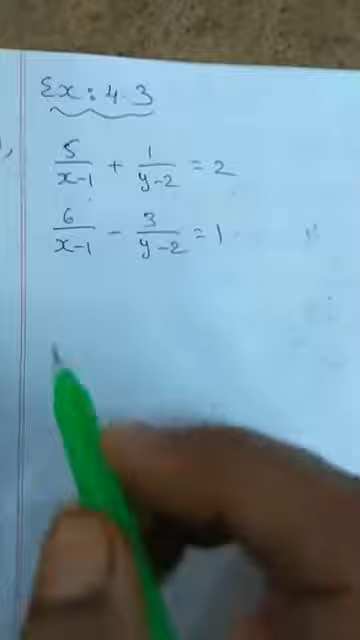 Ex: 4.3
5/(x-1) + 1/(y-2) = 2
6/(x-1) - 3/(y-2) = 1